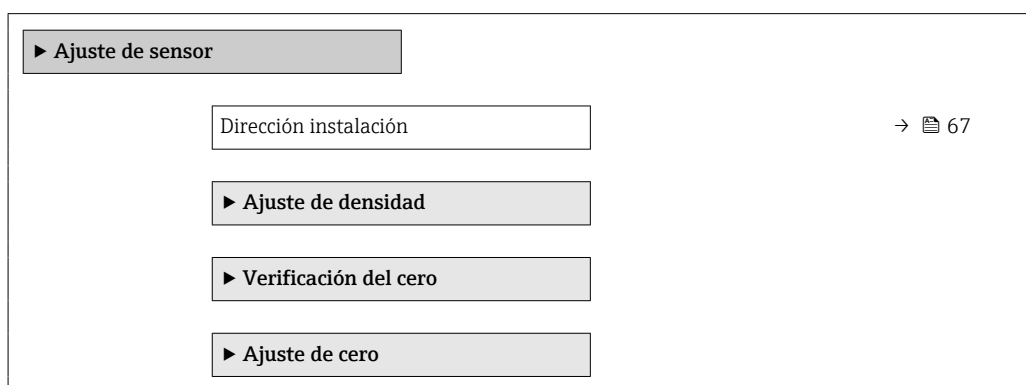 ▶ Ajuste de sensor
Dirección instalación → 🖺 67
▶ Ajuste de densidad
▶ Verificación del cero
▶ Ajuste de cero